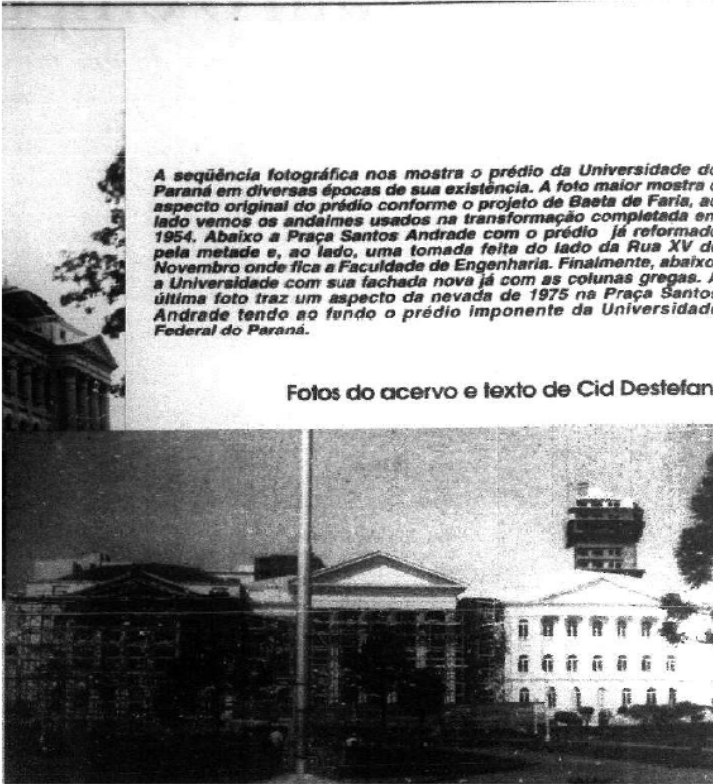 A seqüência fotográfica nos mostra o prédio da Universidade do
Paraná em diversas épocas de sua existência. A foto maior mostra o
aspecto original do prédio conforme o projeto de Baeta de Faria, ao
lado vemos os andaimes usados na transformação completada em
1954. Abaixo a Praça Santos Andrade com o prédio já reformado
pela metade e, ao lado, uma tomada feita do lado da Rua XV de
Novembro onde fica a Faculdade de Engenharia. Finalmente, abaixo,
a Universidade com sua fachada nova já com as colunas gregas. A
última foto traz um aspecto da nevada de 1975 na Praça Santos
Andrade tendo ao fundo o prédio imponente da Universidade
Federal do Paraná.
Fotos do acervo e texto de Cid Destefan